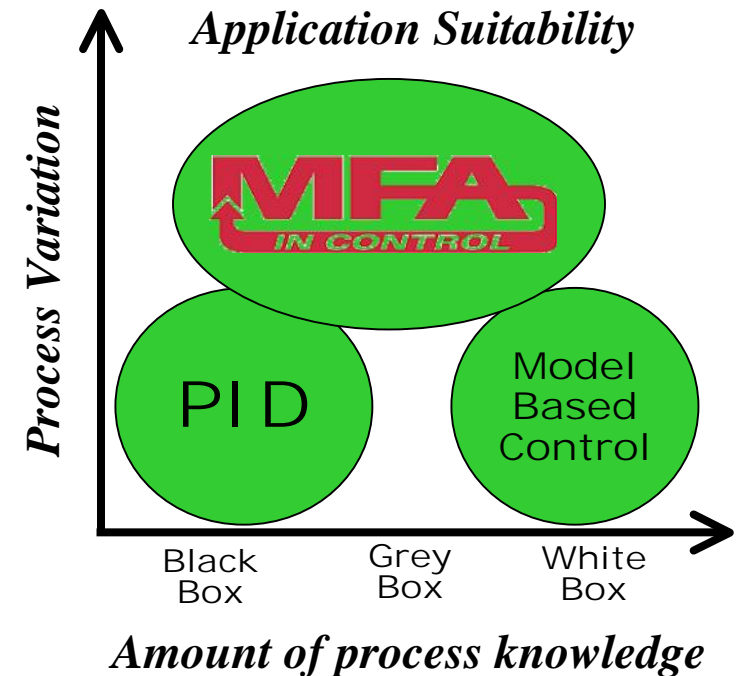 Application Suitability
Process Variation
MFA
IN CONTROL
PID
Model
Based
Control
Black
Box
Grey
Box
White
Box
Amount of process knowledge